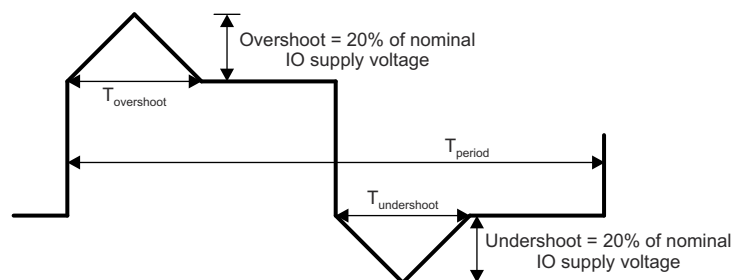 Overshoot = 20% of nominal
IO supply voltage
Tovershoot
Tperiod
Tundershoot
Undershoot = 20% of nominal
IO supply voltage